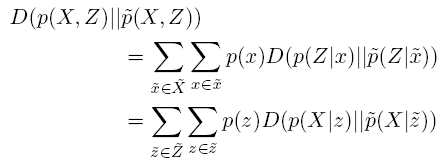 D(p(X, Z)||p̃(X, Z))
= ∑_{x̃∈X̃} ∑_{x∈x̃} p(x)D(p(Z|x)||p̃(Z|x̃))
= ∑_{z̃∈Z̃} ∑_{z∈z̃} p(z)D(p(X|z)||p̃(X|z̃))